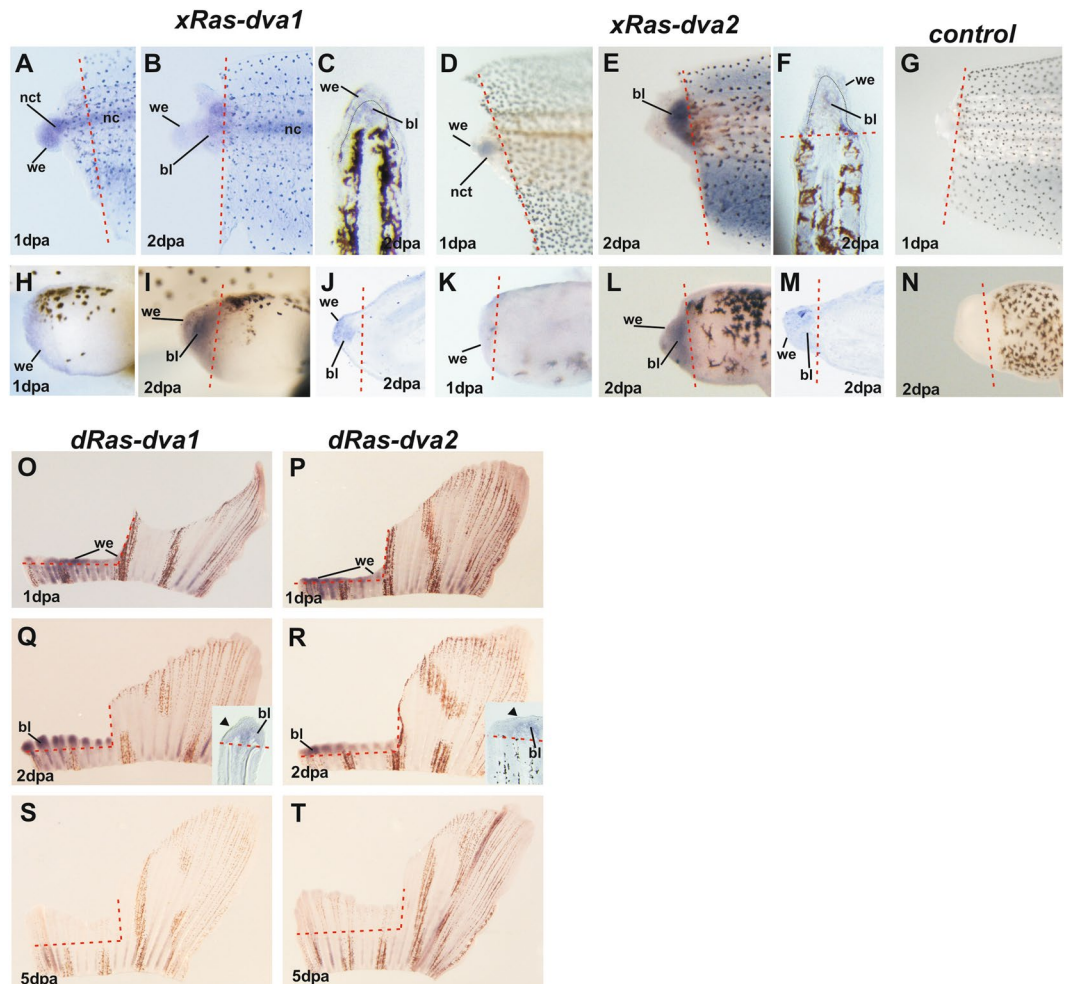 xRas-dva1
xRas-dva2
control
A
nct
nc
we
1dpa
B
we
nc
bl
2dpa
C
we
bl
2dpa
D
we
nct
1dpa
E
bl
2dpa
F
we
bl
2dpa
G
1dpa
H
we
1dpa
I
we
bl
2dpa
J
we
bl
2dpa
K
we
1dpa
L
we
bl
2dpa
M
we
bl
2dpa
N
2dpa
dRas-dva1
dRas-dva2
O
we
1dpa
P
we
1dpa
Q
bl
bl
2dpa
R
bl
bl
2dpa
S
5dpa
T
5dpa